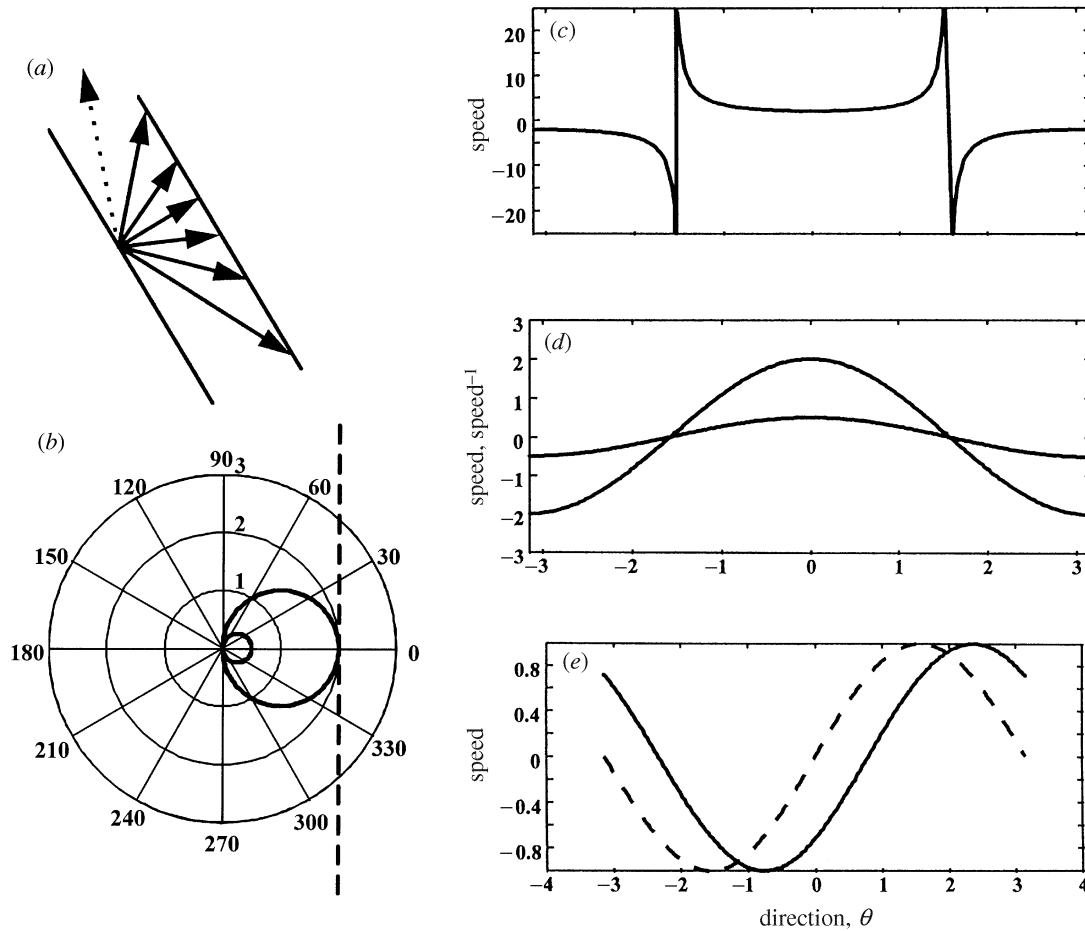 (a)
(b)
90
3
120
60
2
150
30
1
180
0
210
330
240
300
270
(c)
20
10
0
−10
−20
speed
(d)
3
2
1
0
−1
−2
−3
speed, speed⁻¹
−3 −2 −1 0 1 2 3
(e)
0.8
0.4
0
−0.4
−0.8
speed
−4 −3 −2 −1 0 1 2 3 4
direction, θ